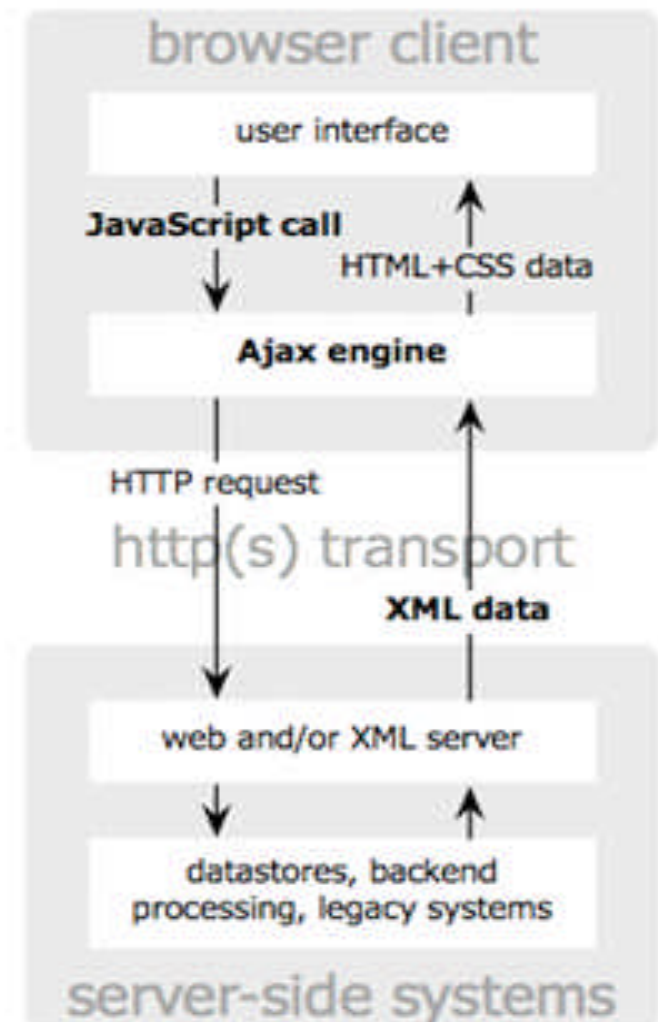 browser client
user interface
JavaScript call
HTML+CSS data
Ajax engine
HTTP request
http(s) transport
XML data
web and/or XML server
datastores, backend
processing, legacy systems
server-side systems